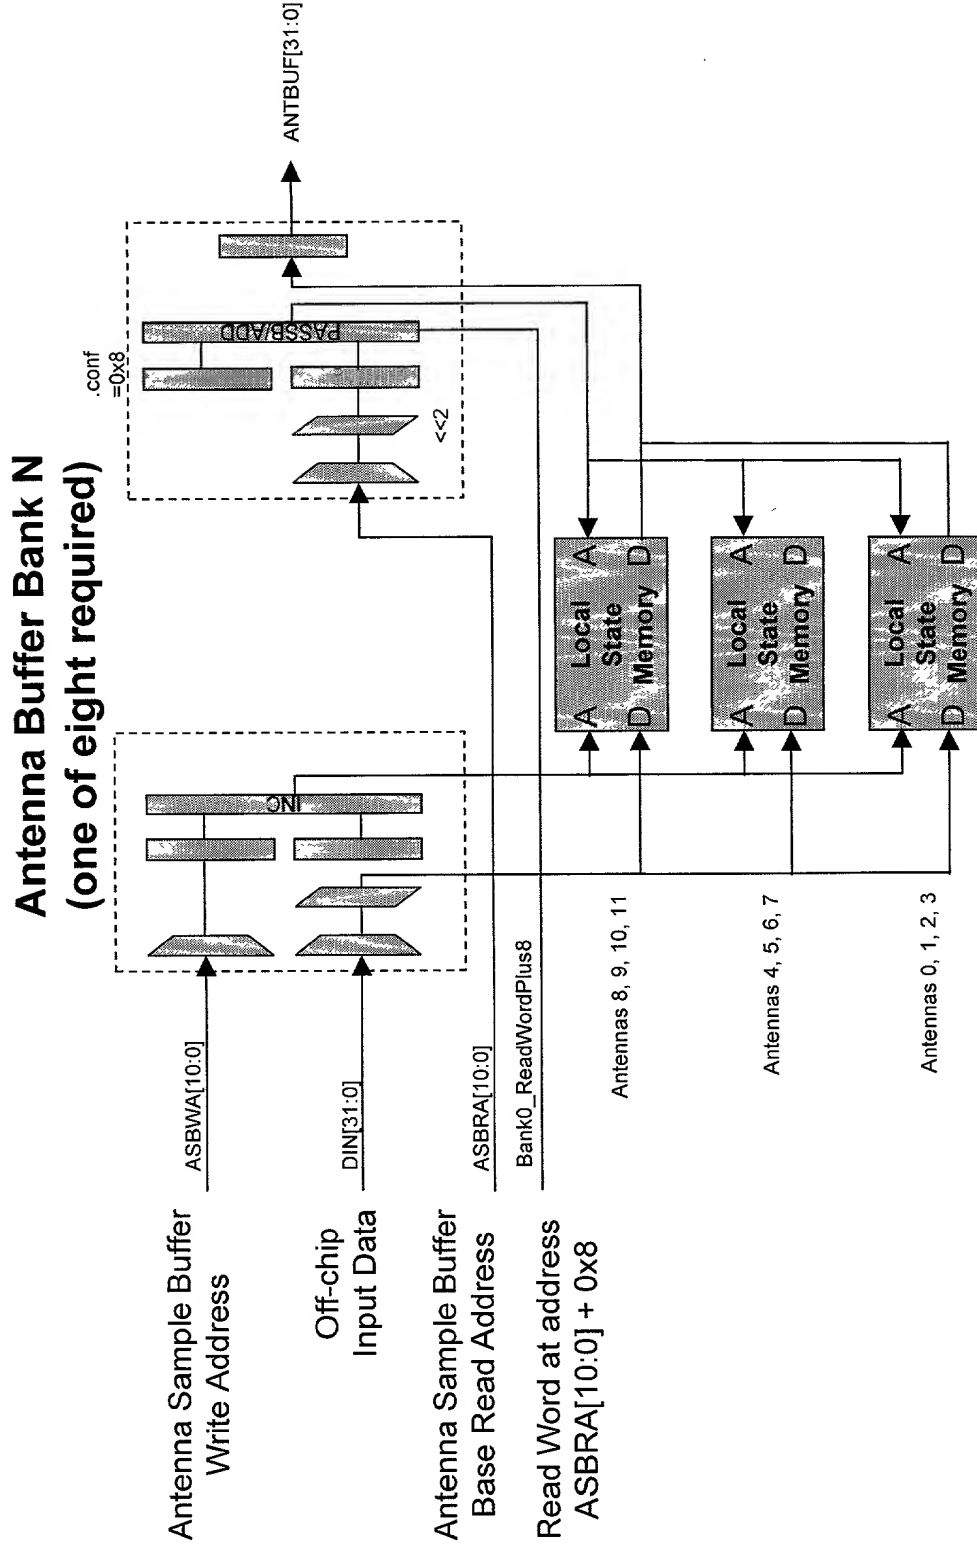 Antenna Buffer Bank N
(one of eight required)
Antenna Sample Buffer
Write Address
ASBWA[10:0]
Off-chip
Input Data
DIN[31:0]
Antenna Sample Buffer
Base Read Address
ASBRA[10:0]
Read Word at address
ASBRA[10:0] + 0x8
Bank0_ReadWordPlus8
INC
.conf
=0x8
<<2
PASSB/ADD
ANTBUF[31:0]
Antennas 8, 9, 10, 11
A
D
Local
State
Memory
A
D
Antennas 4, 5, 6, 7
A
D
Local
State
Memory
A
D
Antennas 0, 1, 2, 3
A
D
Local
State
Memory
A
D